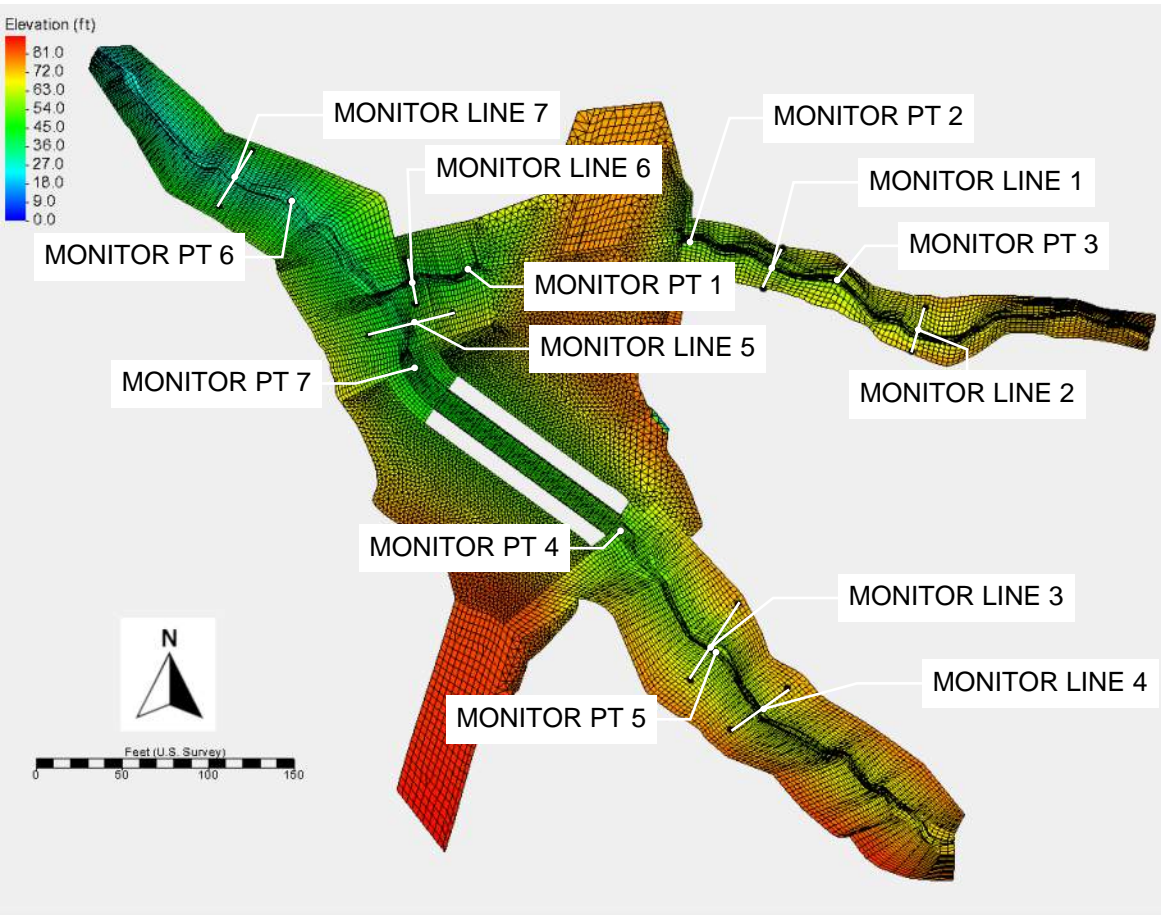 Elevation (ft)
81.0
72.0
63.0
54.0
45.0
36.0
27.0
18.0
9.0
0.0
MONITOR LINE 7
MONITOR PT 2
MONITOR LINE 6
MONITOR LINE 1
MONITOR PT 3
MONITOR PT 6
MONITOR PT 1
MONITOR LINE 5
MONITOR PT 7
MONITOR LINE 2
MONITOR PT 4
MONITOR LINE 3
MONITOR LINE 4
MONITOR PT 5
N
Feet (U.S. Survey)
0 50 100 150